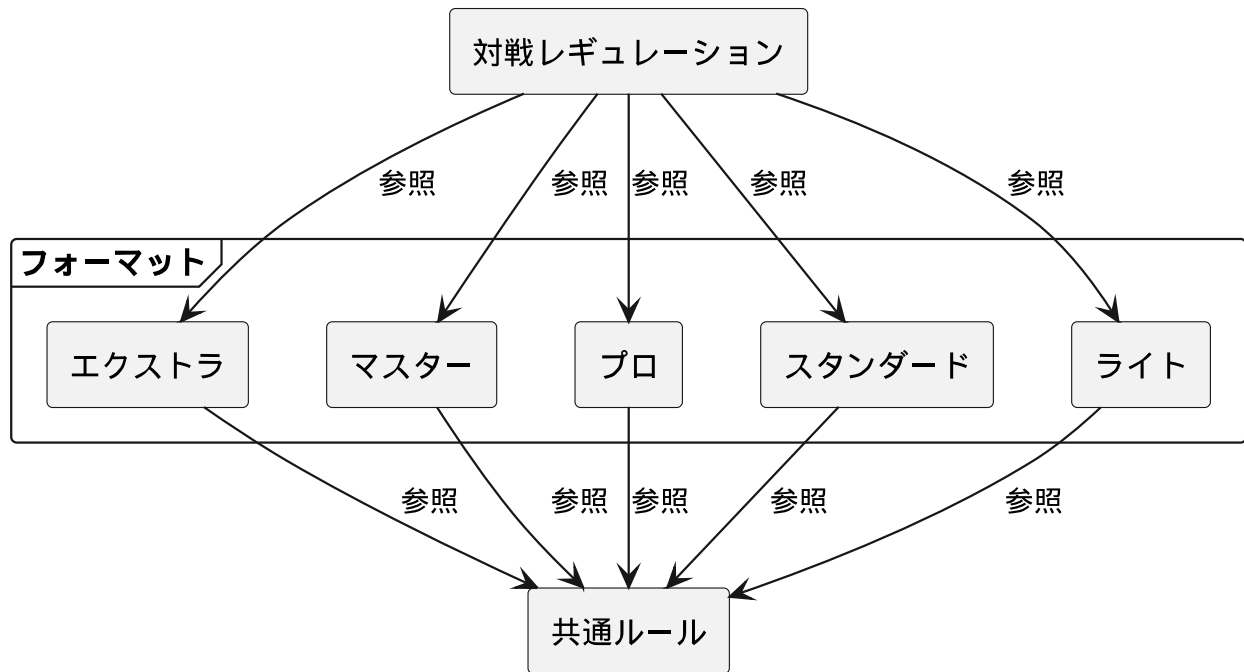 対戦レギュレーション
参照
参照
参照
参照
参照
フォーマット
エクストラ
マスター
プロ
スタンダード
ライト
参照
参照
参照
参照
参照
共通ルール